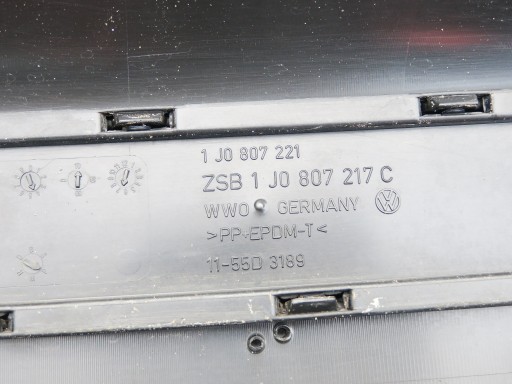 1 J0 807 221
ZSB 1 J0 807 217 C
WWO GERMANY
>PP+EPDM-T<
11-55D 3189